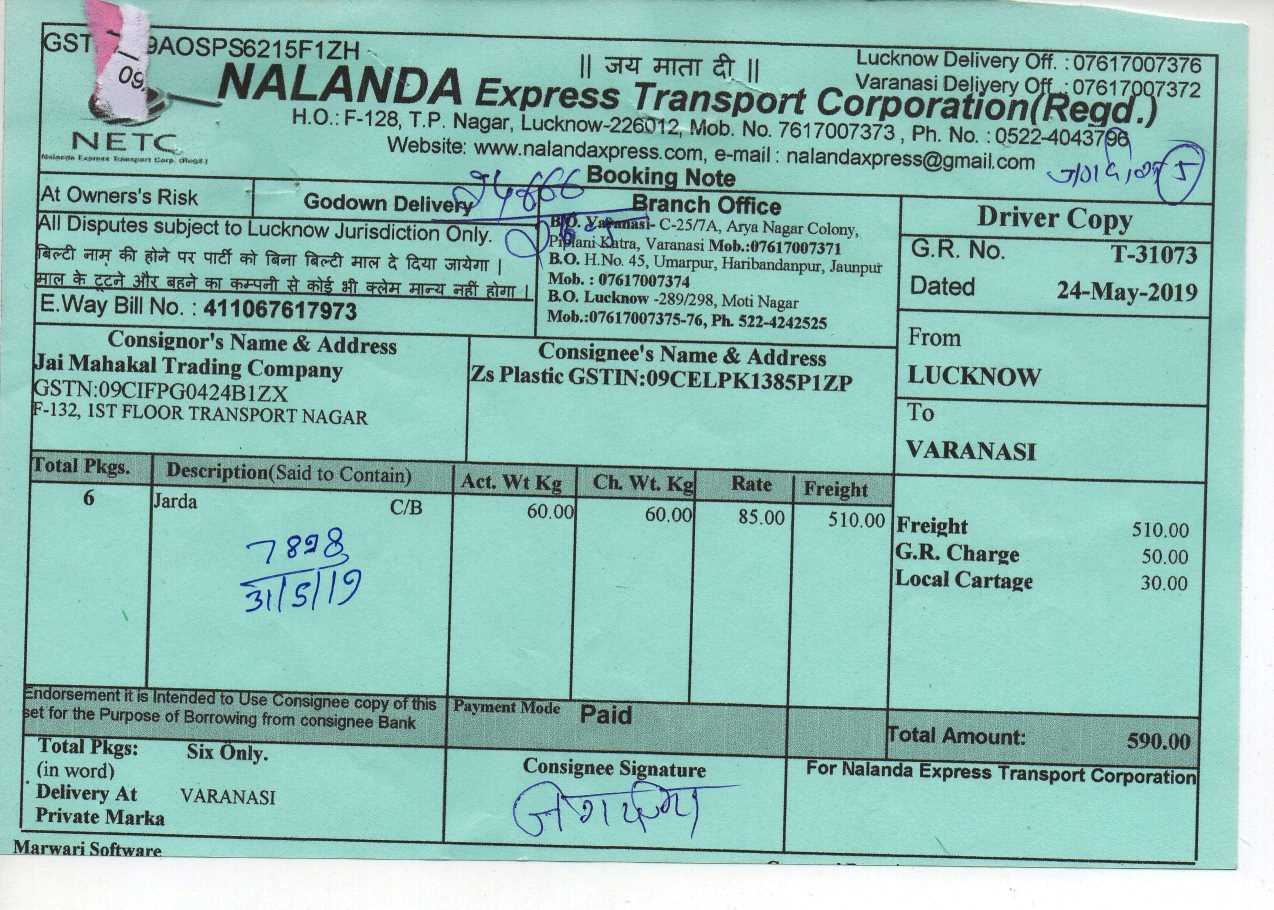 GST 9AOSPS6215F1ZH
|| जय माता दी ||
Lucknow Delivery Off. : 07617007376
Varanasi Delivery Off. : 07617007372
09
NALANDA Express Transport Corporation(Regd.)
NETC
Nalanda Express Transport Corp. (Regd.)
H.O.: F-128, T.P. Nagar, Lucknow-226012, Mob. No. 7617007373 , Ph. No. : 0522-4043796
Website: www.nalandaxpress.com, e-mail : nalandaxpress@gmail.com
5
Booking Note
At Owners's Risk
Godown Delivery
All Disputes subject to Lucknow Jurisdiction Only.
बिल्टी नाम् की होने पर पार्टी को बिना बिल्टी माल दे दिया जायेगा |
माल के टूटने और बहने का कम्पनी से कोई भी क्लेम मान्य नहीं होगा |
E.Way Bill No. : 411067617973
Branch Office
B.O. Varanasi- C-25/7A, Arya Nagar Colony,
Piplani Katra, Varanasi Mob.:07617007371
B.O. H.No. 45, Umarpur, Haribandanpur, Jaunpur
Mob. : 07617007374
B.O. Lucknow -289/298, Moti Nagar
Mob.:07617007375-76, Ph. 522-4242525
Driver Copy
G.R. No. T-31073
Dated 24-May-2019
From
LUCKNOW
To
VARANASI
Consignor's Name & Address
Jai Mahakal Trading Company
GSTN:09CIFPG0424B1ZX
F-132, 1ST FLOOR TRANSPORT NAGAR
Consignee's Name & Address
Zs Plastic GSTIN:09CELPK1385P1ZP
Total Pkgs. Description(Said to Contain) Act. Wt Kg Ch. Wt. Kg Rate Freight
6 Jarda C/B 60.00 60.00 85.00 510.00
31/5/19
Freight 510.00
G.R. Charge 50.00
Local Cartage 30.00
Endorsement it is Intended to Use Consignee copy of this
set for the Purpose of Borrowing from consignee Bank
Payment Mode Paid
Total Amount: 590.00
Total Pkgs: Six Only.
(in word)
Delivery At VARANASI
Private Marka
Consignee Signature
For Nalanda Express Transport Corporation
Marwari Software